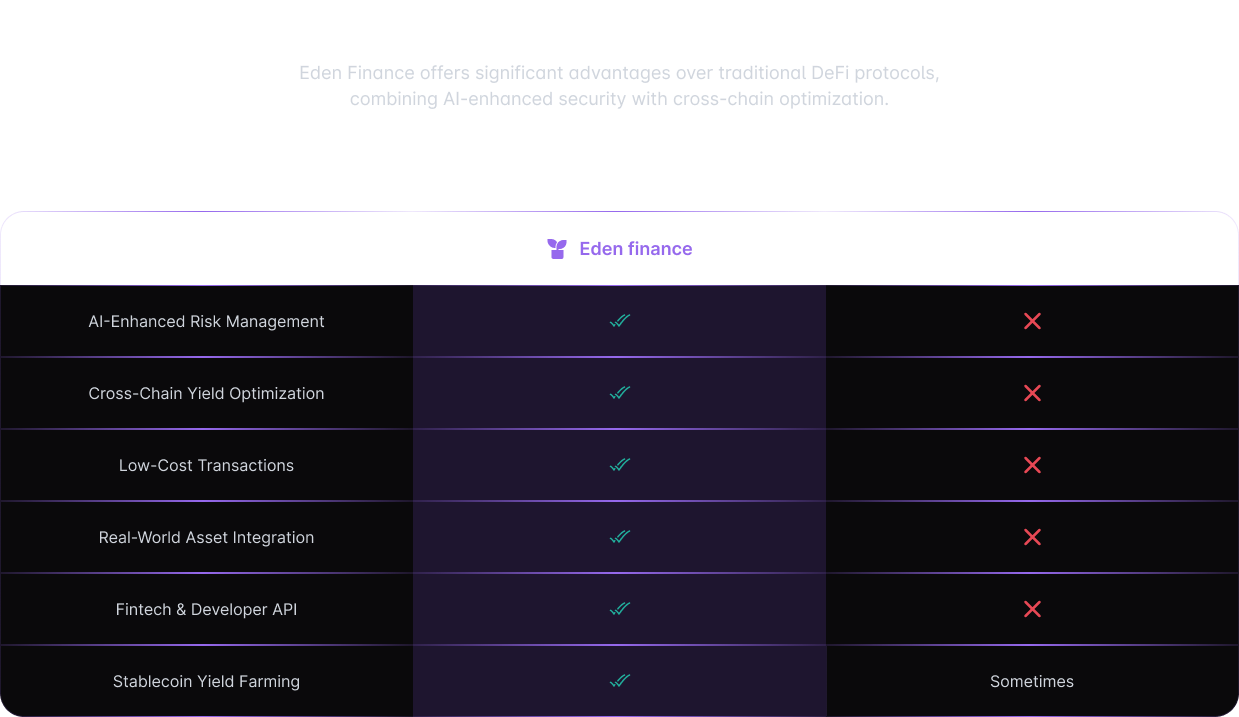 Eden Finance offers significant advantages over traditional DeFi protocols,
combining AI-enhanced security with cross-chain optimization.
Eden finance
AI-Enhanced Risk Management
Cross-Chain Yield Optimization
Low-Cost Transactions
Real-World Asset Integration
Fintech & Developer API
Stablecoin Yield Farming
Sometimes